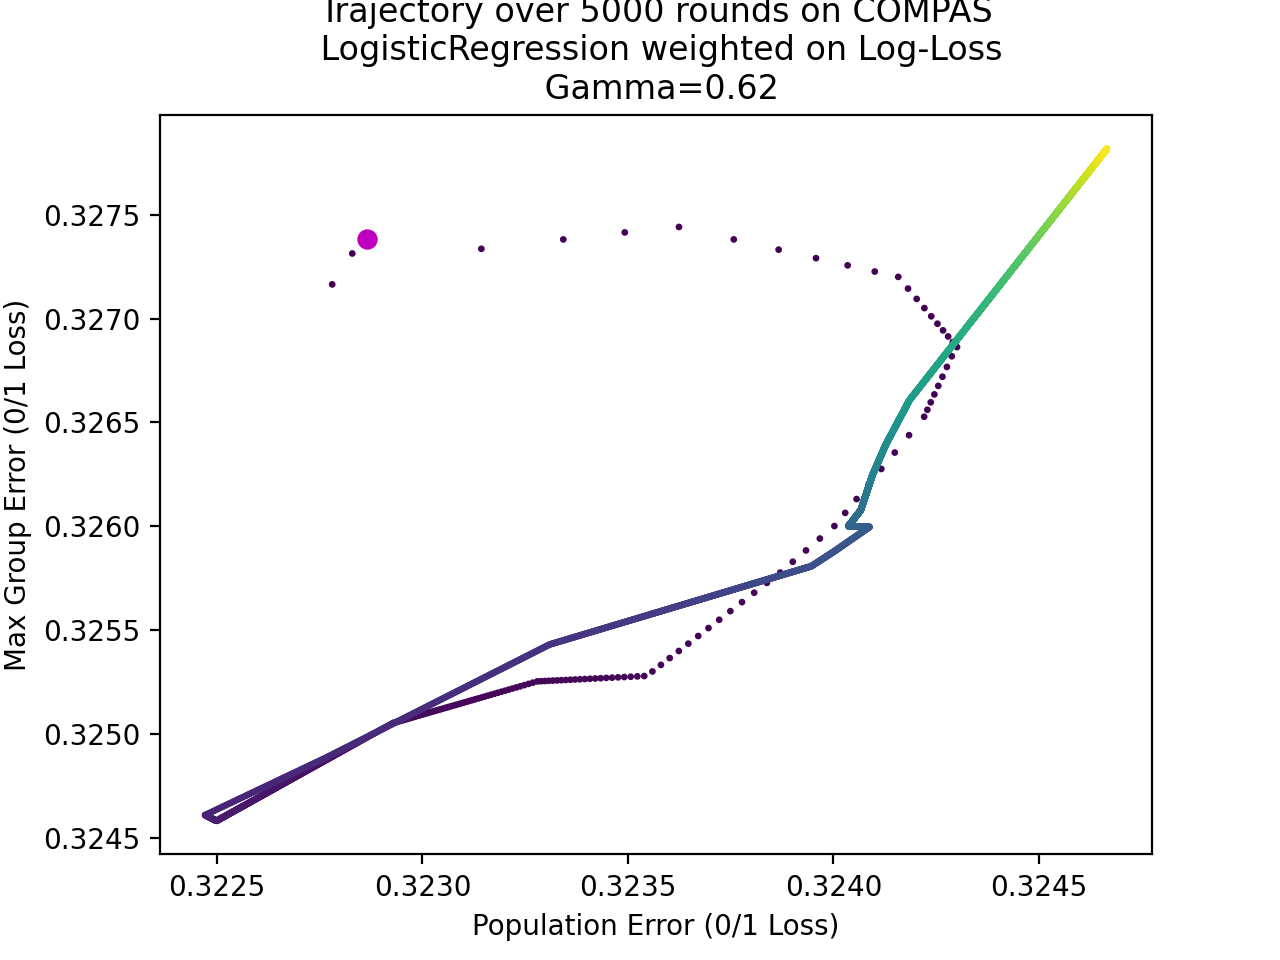 Trajectory over 5000 rounds on COMPAS
LogisticRegression weighted on Log-Loss
Gamma=0.62
Max Group Error (0/1 Loss)
0.3275
0.3270
0.3265
0.3260
0.3255
0.3250
0.3245
0.3225 0.3230 0.3235 0.3240 0.3245
Population Error (0/1 Loss)